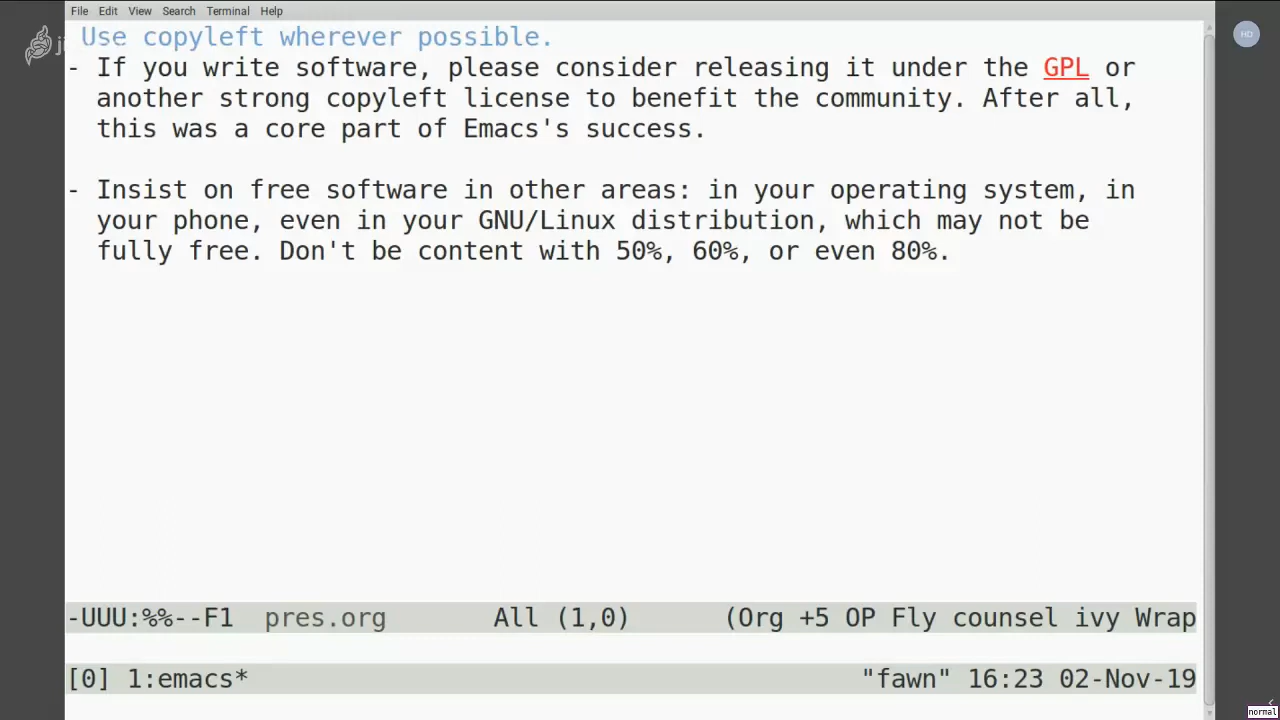 File Edit View Search Terminal Help
Use copyleft wherever possible.
- If you write software, please consider releasing it under the GPL or
another strong copyleft license to benefit the community. After all,
this was a core part of Emacs's success.
- Insist on free software in other areas: in your operating system, in
your phone, even in your GNU/Linux distribution, which may not be
fully free. Don't be content with 50%, 60%, or even 80%.
-UUU:%%--F1 pres.org All (1,0) (Org +5 OP Fly counsel ivy Wrap
[0] 1:emacs* "fawn" 16:23 02-Nov-19
HD
normal